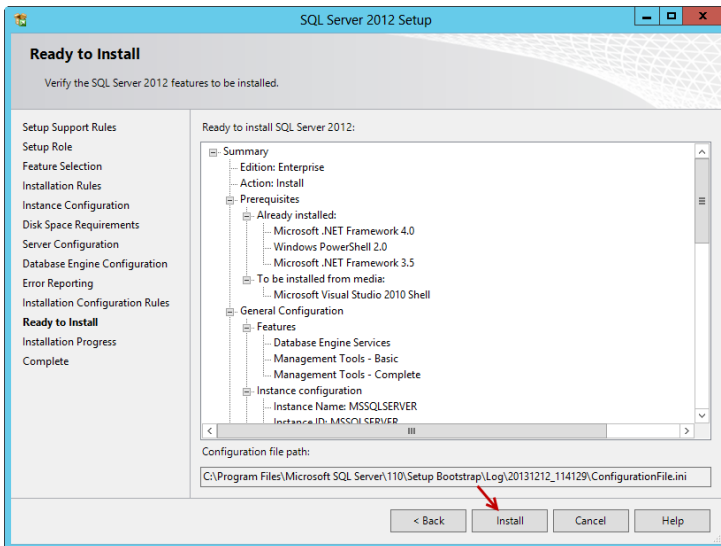 SQL Server 2012 Setup
Ready to Install
Verify the SQL Server 2012 features to be installed.
Setup Support Rules
Setup Role
Feature Selection
Installation Rules
Instance Configuration
Disk Space Requirements
Server Configuration
Database Engine Configuration
Error Reporting
Installation Configuration Rules
Ready to Install
Installation Progress
Complete
Ready to install SQL Server 2012:
Summary
Edition: Enterprise
Action: Install
Prerequisites
Already installed:
Microsoft .NET Framework 4.0
Windows PowerShell 2.0
Microsoft .NET Framework 3.5
To be installed from media:
Microsoft Visual Studio 2010 Shell
General Configuration
Features
Database Engine Services
Management Tools - Basic
Management Tools - Complete
Instance configuration
Instance Name: MSSQLSERVER
Instance ID: MSSQLSERVER
Configuration file path:
C:\Program Files\Microsoft SQL Server\110\Setup Bootstrap\Log\20131212_114129\ConfigurationFile.ini
< Back
Install
Cancel
Help